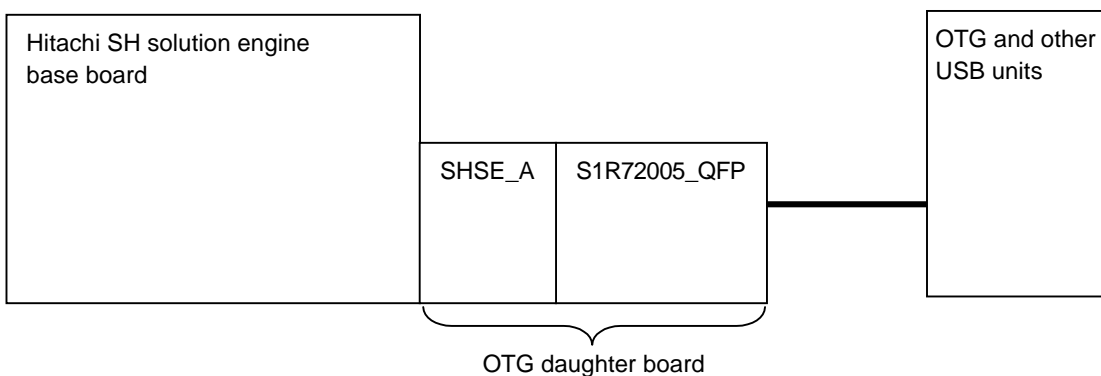 Hitachi SH solution engine
base board
SHSE_A
S1R72005_QFP
OTG and other
USB units
OTG daughter board